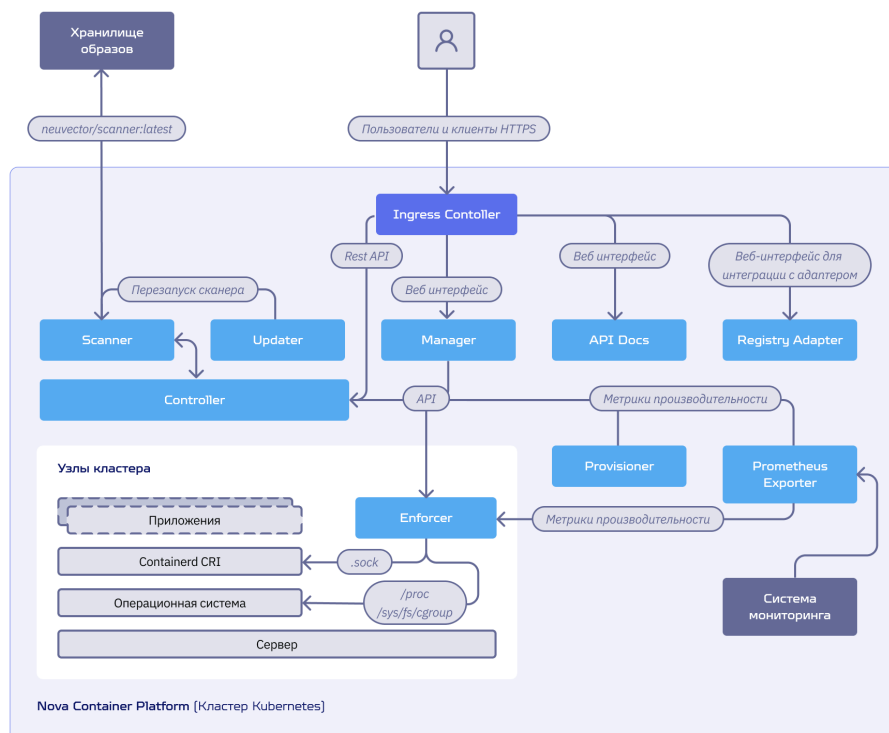 Хранилище
образов
neuvector/scanner:latest
Пользователи и клиенты HTTPS
Ingress Contoller
Rest API
Веб интерфейс
Веб интерфейс
Веб-интерфейс для
интеграции с адаптером
Перезапуск сканера
Scanner
Updater
Manager
API Docs
Registry Adapter
Controller
API
Метрики производительности
Узлы кластера
Provisioner
Prometheus
Exporter
Приложения
Enforcer
Метрики производительности
Containerd CRI
.sock
Операционная система
/proc
/sys/fs/cgroup
Система
мониторинга
Сервер
Nova Container Platform [Кластер Kubernetes]